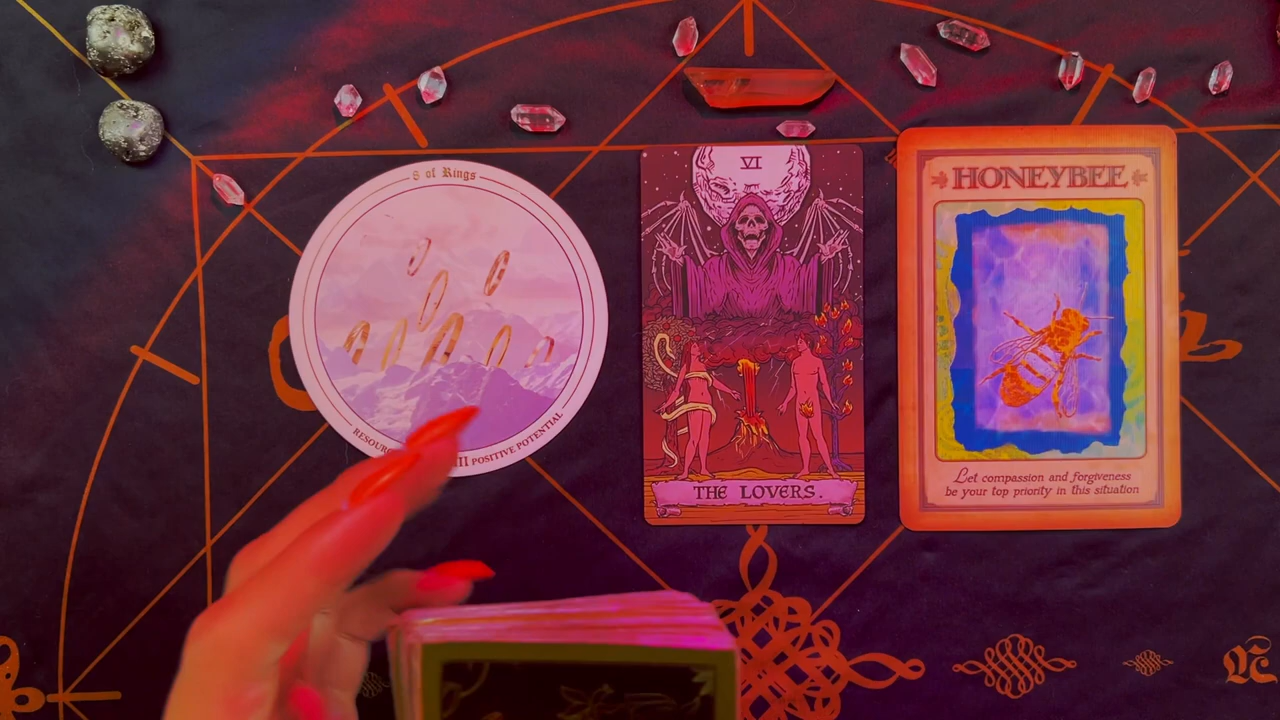 8 of Rings
VIII POSITIVE POTENTIAL
VI
THE LOVERS.
HONEYBEE
Let compassion and forgiveness
be your top priority in this situation